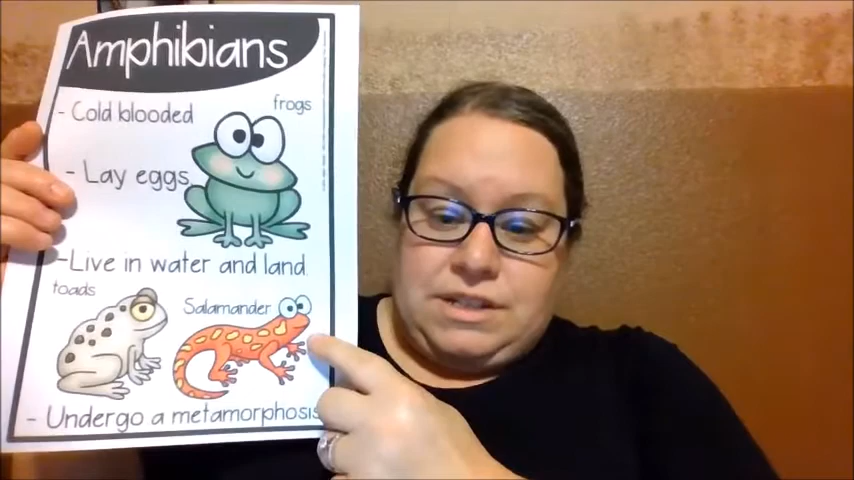 Amphibians
- Cold blooded
frogs
- Lay eggs
- Live in water and land
toads
Salamander
- Undergo a metamorphosis